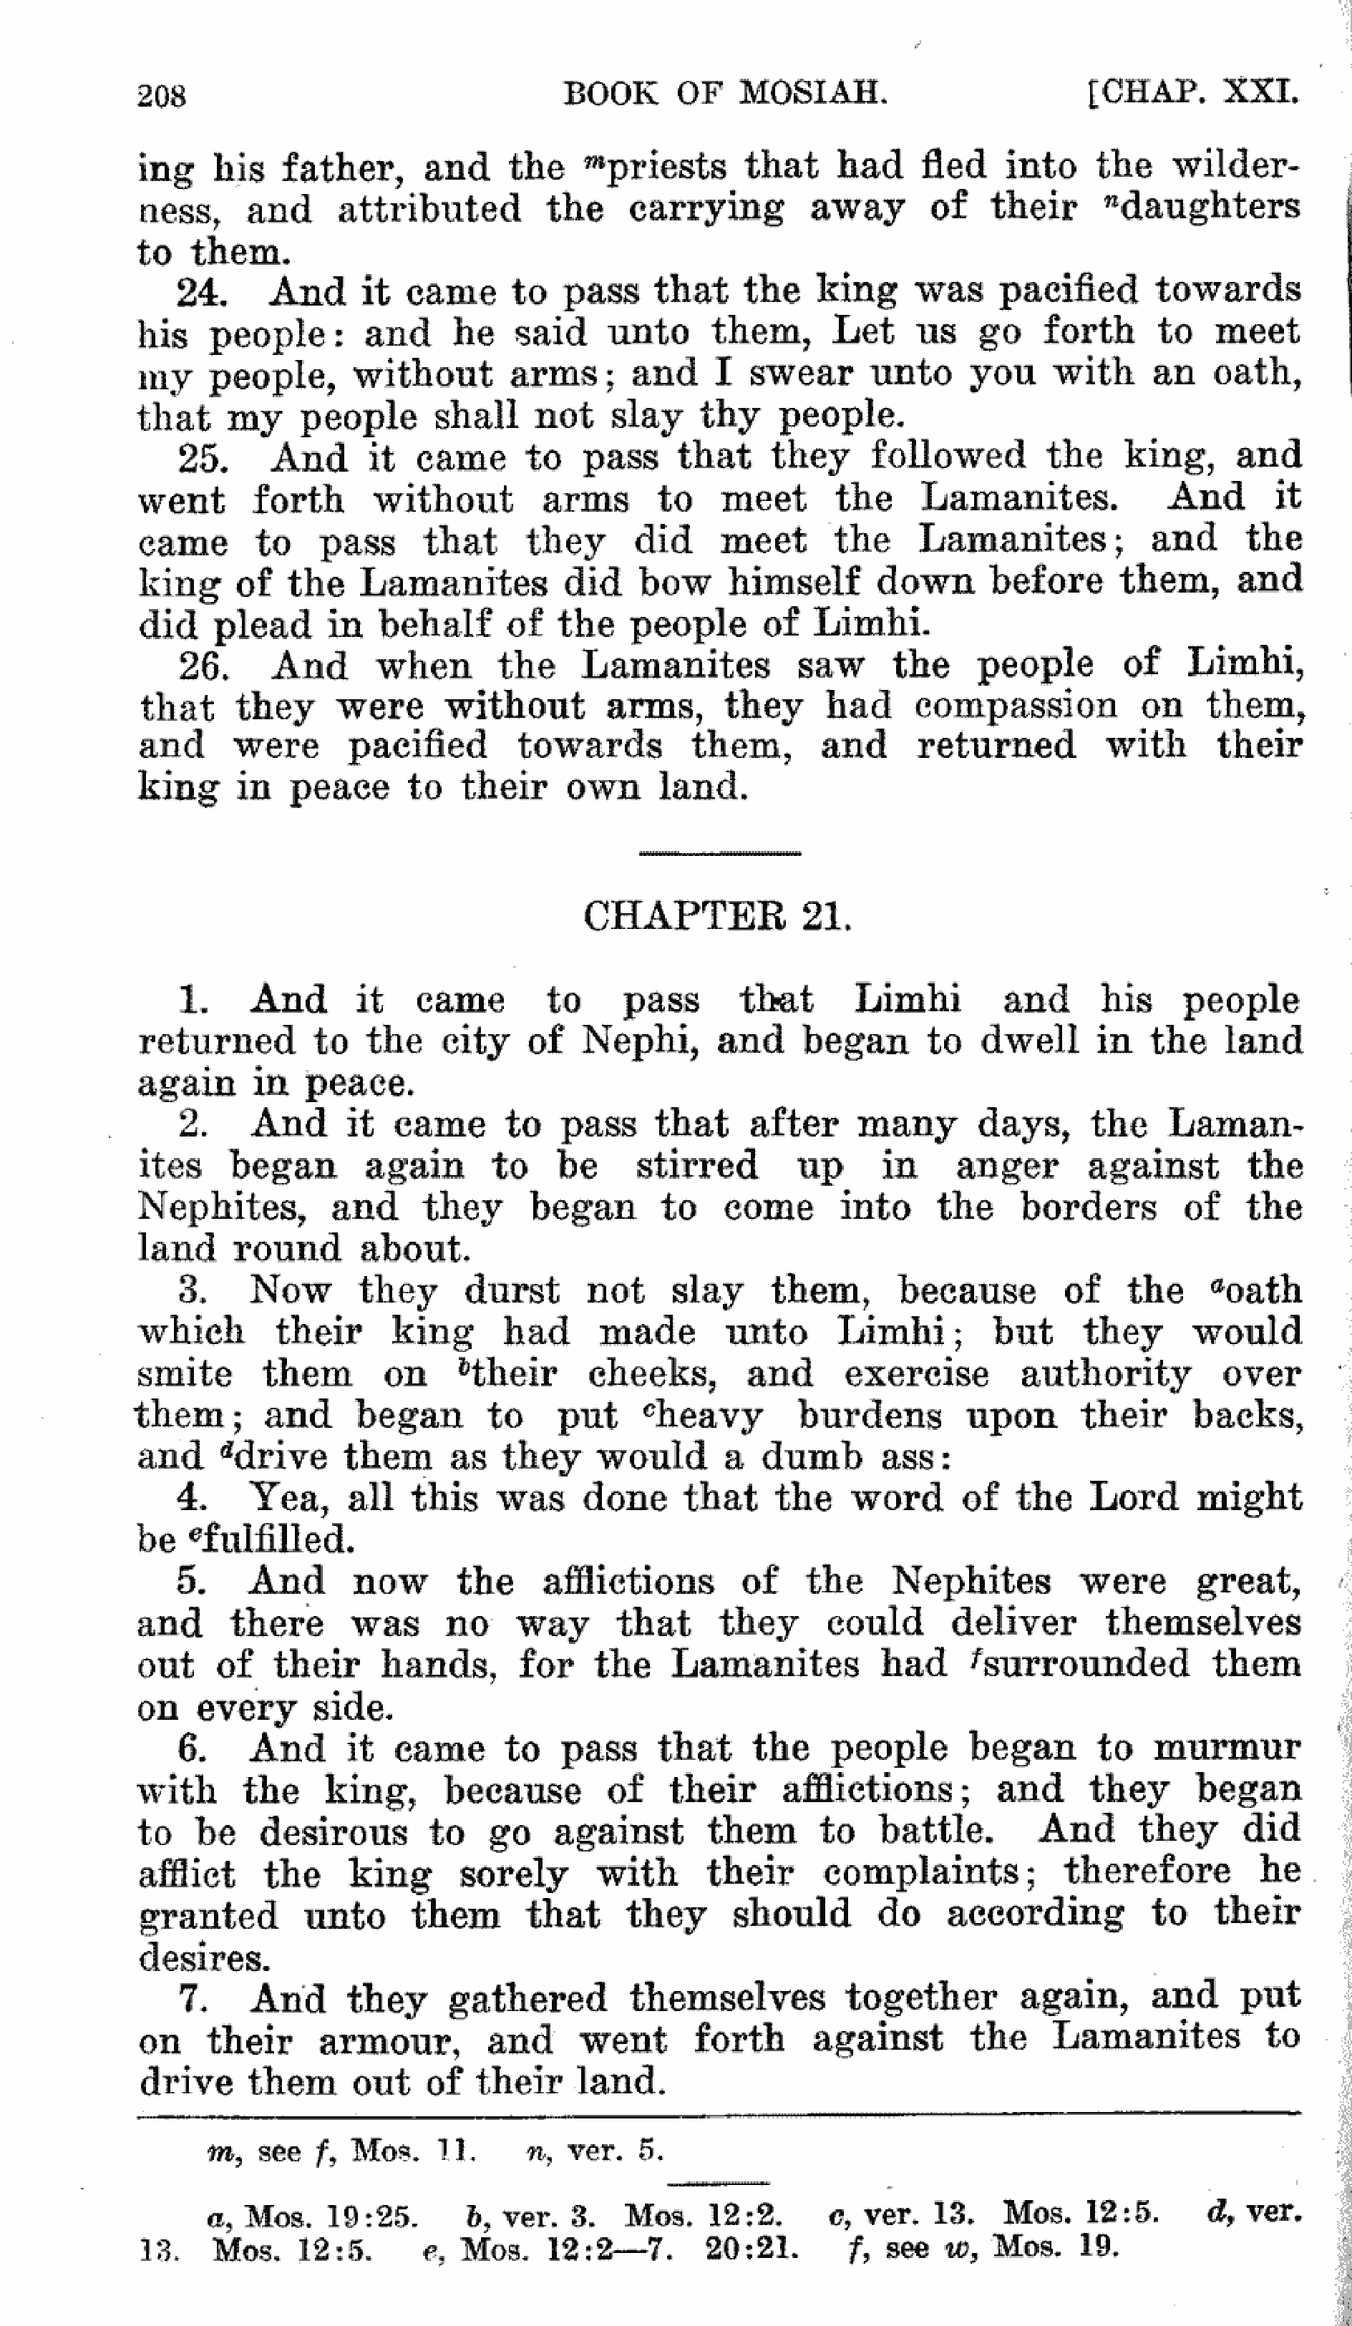 208 BOOK OF MOSIAH. [CHAP. XXI.
ing his father, and the mpriests that had fled into the wilder-
ness, and attributed the carrying away of their ndaughters
to them.
24. And it came to pass that the king was pacified towards
his people: and he said unto them, Let us go forth to meet
my people, without arms; and I swear unto you with an oath,
that my people shall not slay thy people.
25. And it came to pass that they followed the king, and
went forth without arms to meet the Lamanites. And it
came to pass that they did meet the Lamanites; and the
king of the Lamanites did bow himself down before them, and
did plead in behalf of the people of Limhi.
26. And when the Lamanites saw the people of Limhi,
that they were without arms, they had compassion on them,
and were pacified towards them, and returned with their
king in peace to their own land.
CHAPTER 21.
1. And it came to pass that Limhi and his people
returned to the city of Nephi, and began to dwell in the land
again in peace.
2. And it came to pass that after many days, the Laman-
ites began again to be stirred up in anger against the
Nephites, and they began to come into the borders of the
land round about.
3. Now they durst not slay them, because of the aoath
which their king had made unto Limhi; but they would
smite them on btheir cheeks, and exercise authority over
them; and began to put cheavy burdens upon their backs,
and ddrive them as they would a dumb ass:
4. Yea, all this was done that the word of the Lord might
be efulfilled.
5. And now the afflictions of the Nephites were great,
and there was no way that they could deliver themselves
out of their hands, for the Lamanites had fsurrounded them
on every side.
6. And it came to pass that the people began to murmur
with the king, because of their afflictions; and they began
to be desirous to go against them to battle. And they did
afflict the king sorely with their complaints; therefore he
granted unto them that they should do according to their
desires.
7. And they gathered themselves together again, and put
on their armour, and went forth against the Lamanites to
drive them out of their land.
m, see f, Mos. 11. n, ver. 5.
a, Mos. 19:25. b, ver. 3. Mos. 12:2. c, ver. 13. Mos. 12:5. d, ver.
13. Mos. 12:5. e, Mos. 12:2—7. 20:21. f, see w, Mos. 19.